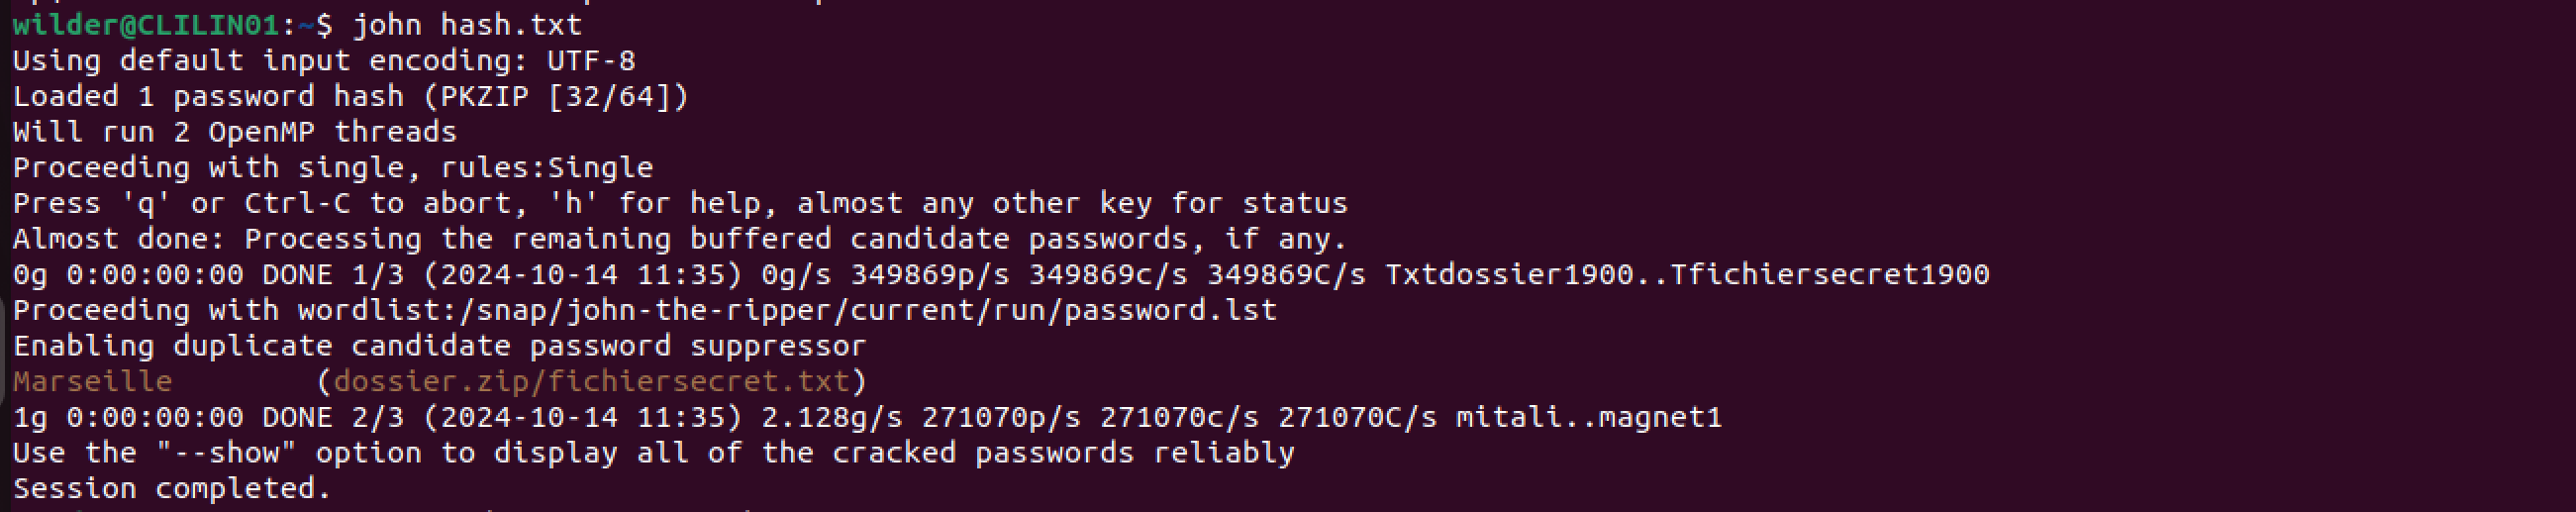 wilder@CLILIN01:~$ john hash.txt
Using default input encoding: UTF-8
Loaded 1 password hash (PKZIP [32/64])
Will run 2 OpenMP threads
Proceeding with single, rules:Single
Press 'q' or Ctrl-C to abort, 'h' for help, almost any other key for status
Almost done: Processing the remaining buffered candidate passwords, if any.
0g 0:00:00:00 DONE 1/3 (2024-10-14 11:35) 0g/s 349869p/s 349869c/s 349869C/s Txtdossier1900..Tfichiersecret1900
Proceeding with wordlist:/snap/john-the-ripper/current/run/password.lst
Enabling duplicate candidate password suppressor
Marseille        (dossier.zip/fichiersecret.txt)
1g 0:00:00:00 DONE 2/3 (2024-10-14 11:35) 2.128g/s 271070p/s 271070c/s 271070C/s mitali..magnet1
Use the "--show" option to display all of the cracked passwords reliably
Session completed.